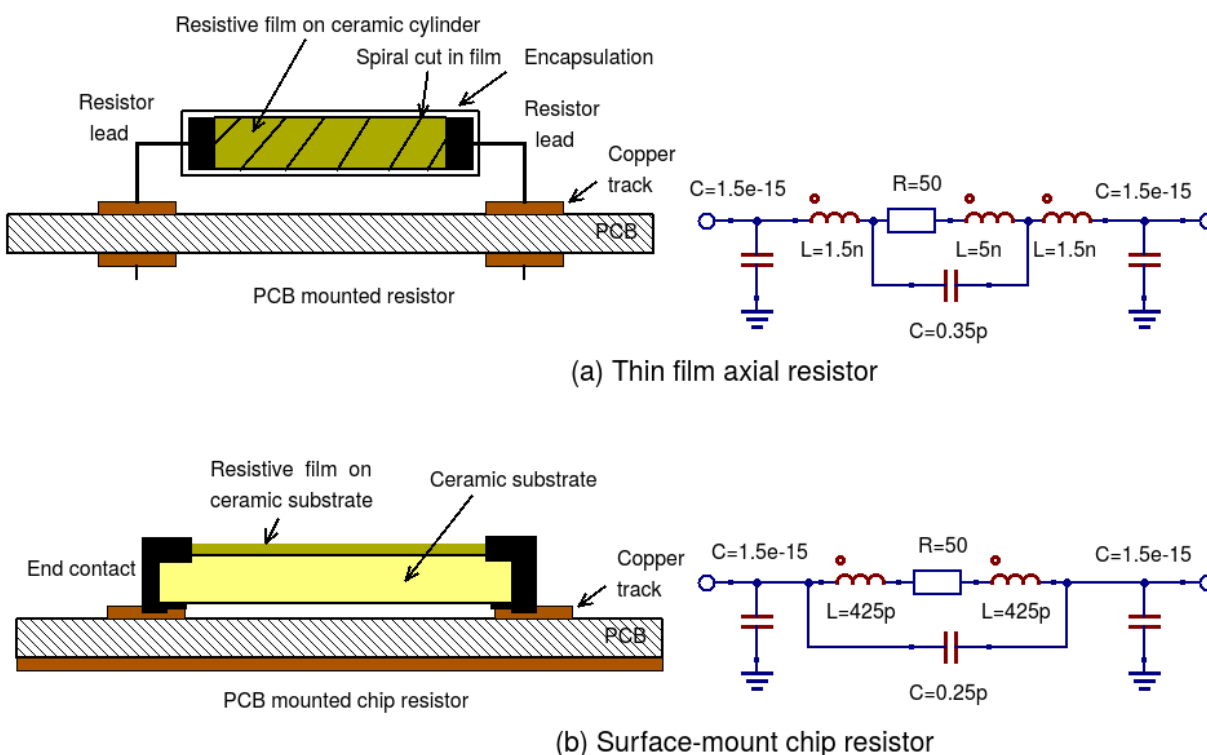 Resistive film on ceramic cylinder
Spiral cut in film
Encapsulation
Resistor
lead
Resistor
lead
Copper
track
PCB
PCB mounted resistor
C=1.5e-15
R=50
C=1.5e-15
L=1.5n
L=5n
L=1.5n
C=0.35p
(a) Thin film axial resistor
Resistive film on
ceramic substrate
Ceramic substrate
End contact
Copper
track
PCB
PCB mounted chip resistor
C=1.5e-15
R=50
C=1.5e-15
L=425p
L=425p
C=0.25p
(b) Surface-mount chip resistor